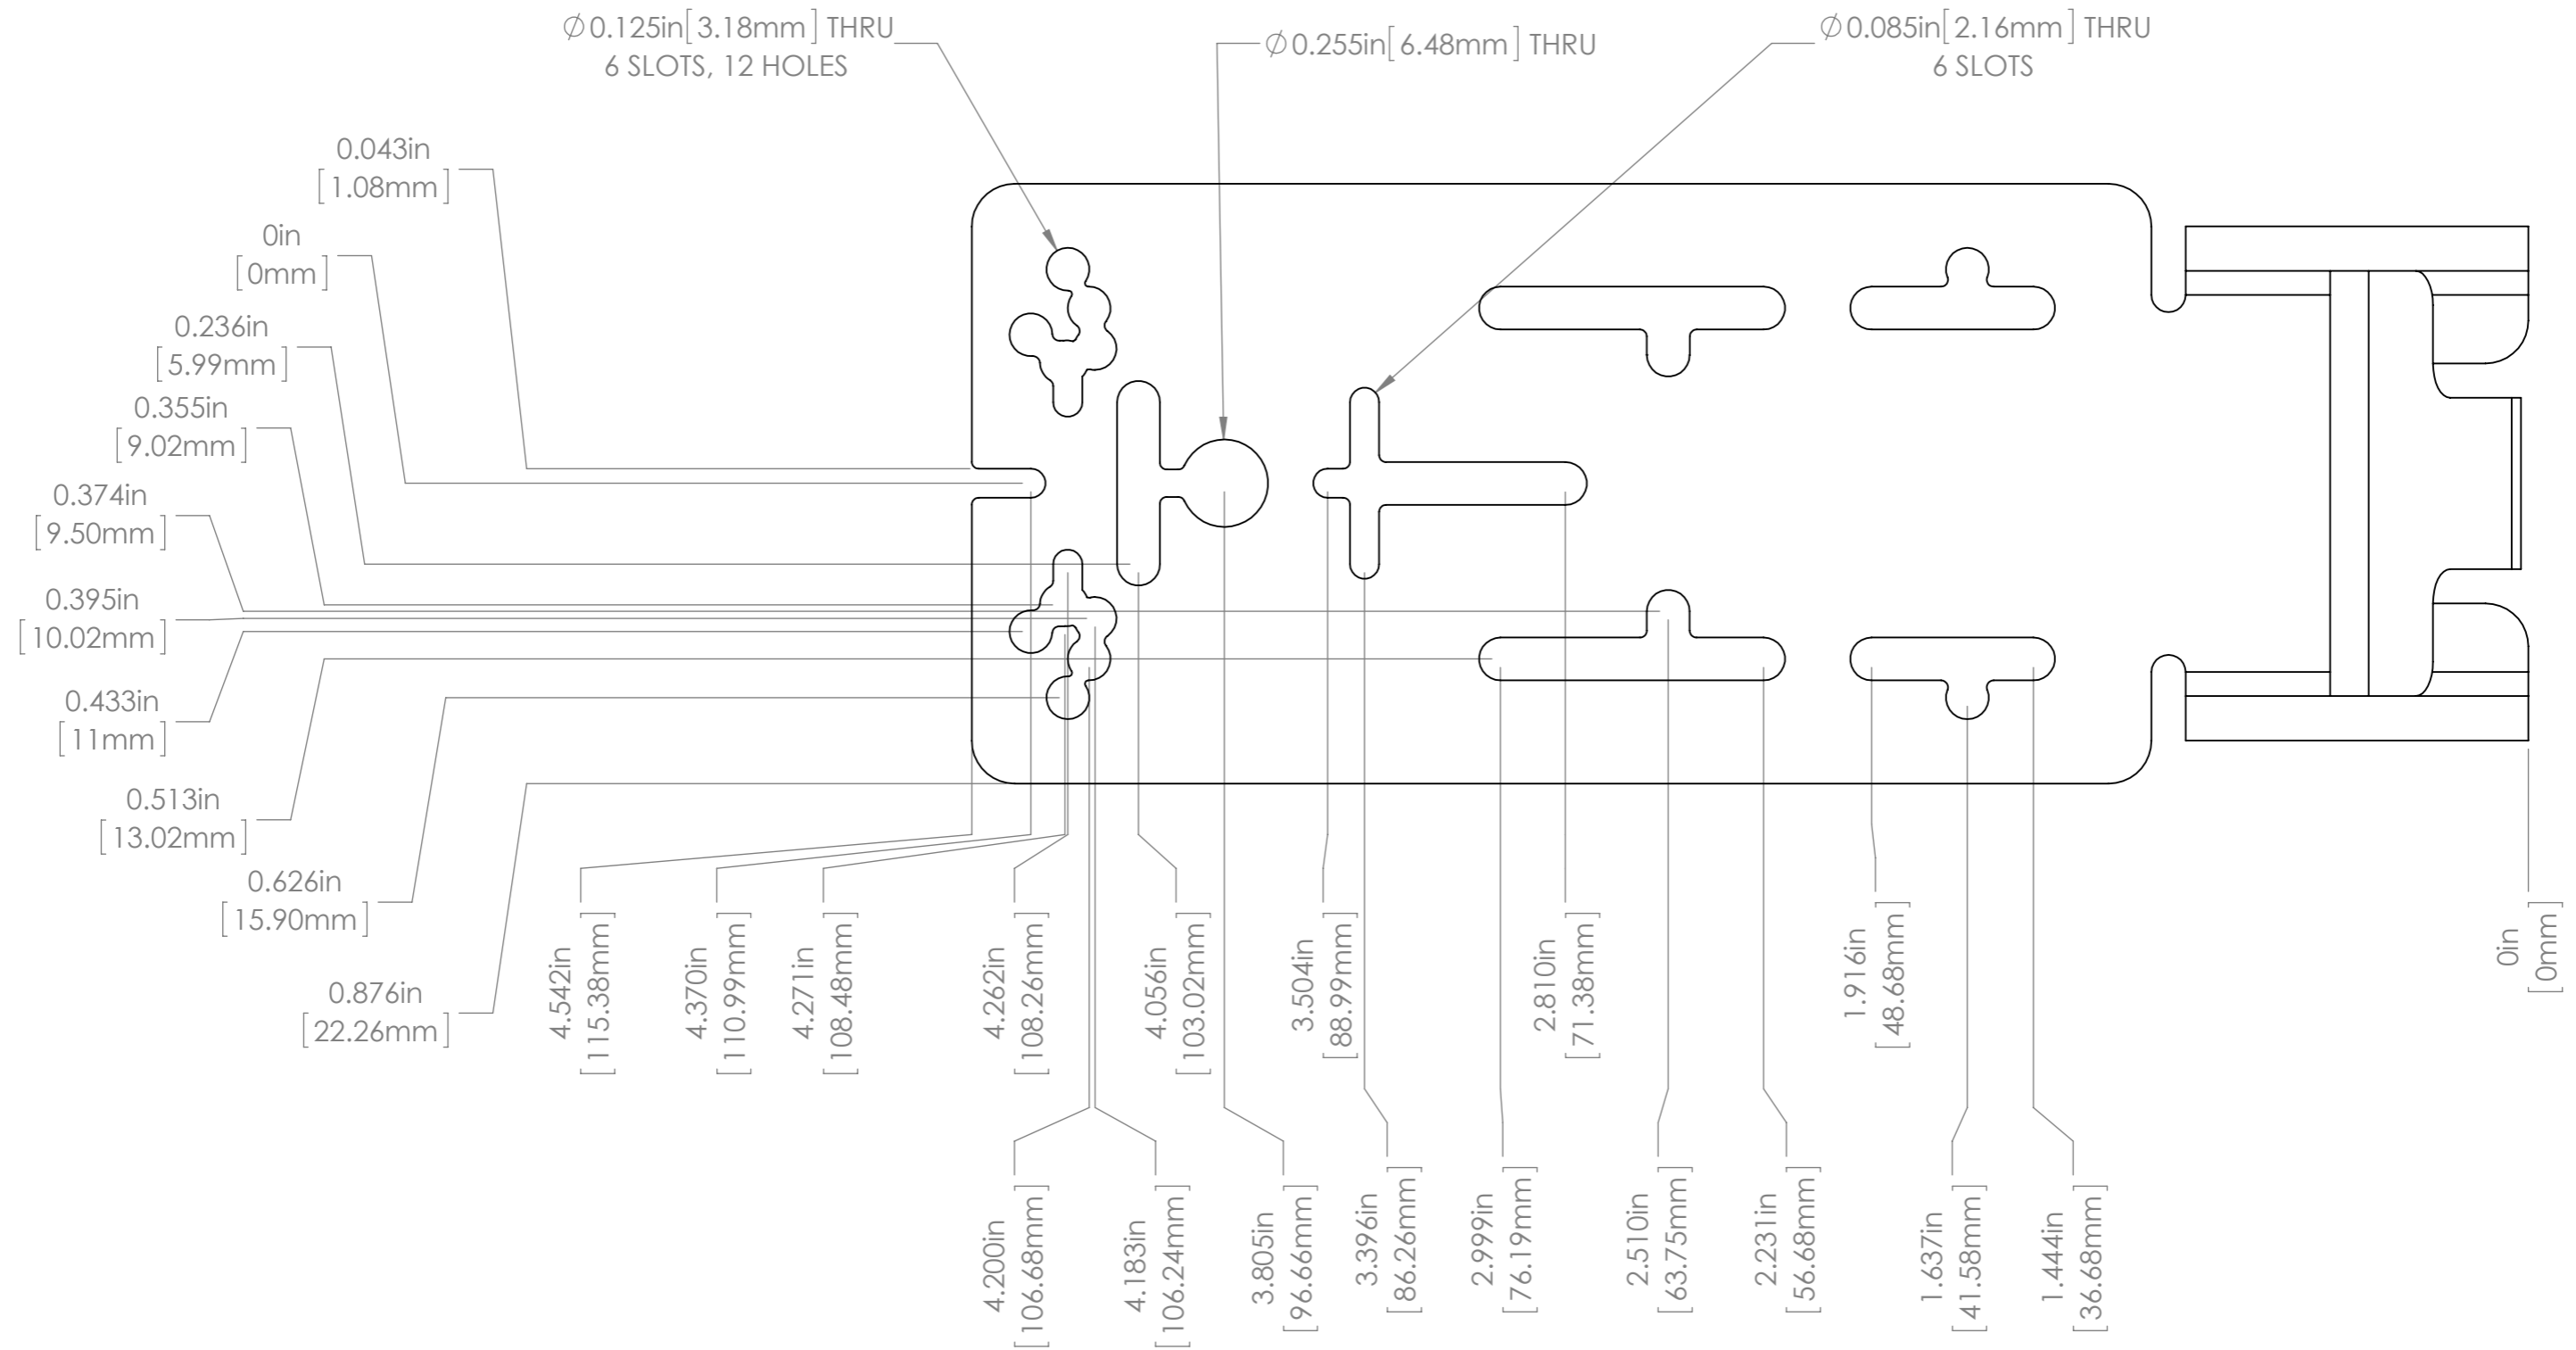 ⌀0.125in[3.18mm] THRU
6 SLOTS, 12 HOLES
⌀0.255in[6.48mm] THRU
⌀0.085in[2.16mm] THRU
6 SLOTS
0.043in
[1.08mm]
0in
[0mm]
0.236in
[5.99mm]
0.355in
[9.02mm]
0.374in
[9.50mm]
0.395in
[10.02mm]
0.433in
[11mm]
0.513in
[13.02mm]
0.626in
[15.90mm]
0.876in
[22.26mm]
4.542in
[115.38mm]
4.370in
[110.99mm]
4.271in
[108.48mm]
4.262in
[108.26mm]
4.056in
[103.02mm]
3.504in
[88.99mm]
2.810in
[71.38mm]
1.916in
[48.68mm]
0in
[0mm]
4.200in
[106.68mm]
4.183in
[106.24mm]
3.805in
[96.66mm]
3.396in
[86.26mm]
2.999in
[76.19mm]
2.510in
[63.75mm]
2.231in
[56.68mm]
1.637in
[41.58mm]
1.444in
[36.68mm]